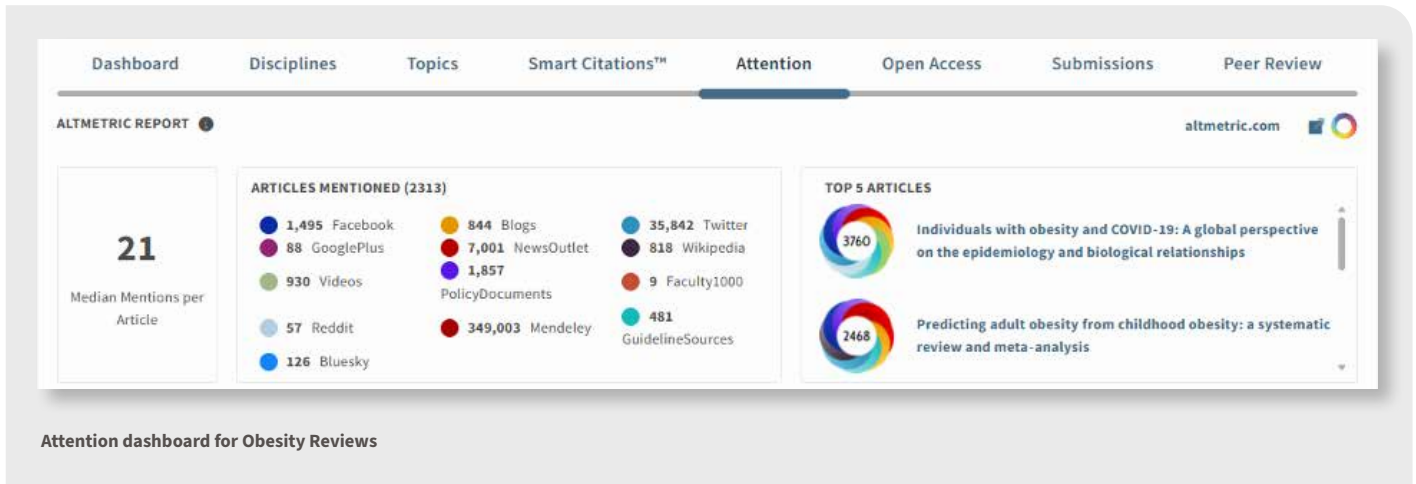 Dashboard Disciplines Topics Smart Citations™ Attention Open Access Submissions Peer Review
ALTMETRIC REPORT
altmetric.com
21
Median Mentions per
Article
ARTICLES MENTIONED (2313)
1,495 Facebook
844 Blogs
35,842 Twitter
88 GooglePlus
7,001 NewsOutlet
818 Wikipedia
930 Videos
1,857
PolicyDocuments
9 Faculty1000
57 Reddit
349,003 Mendeley
481
GuidelineSources
126 Bluesky
TOP 5 ARTICLES
3760
Individuals with obesity and COVID-19: A global perspective
on the epidemiology and biological relationships
2468
Predicting adult obesity from childhood obesity: a systematic
review and meta-analysis
Attention dashboard for Obesity Reviews